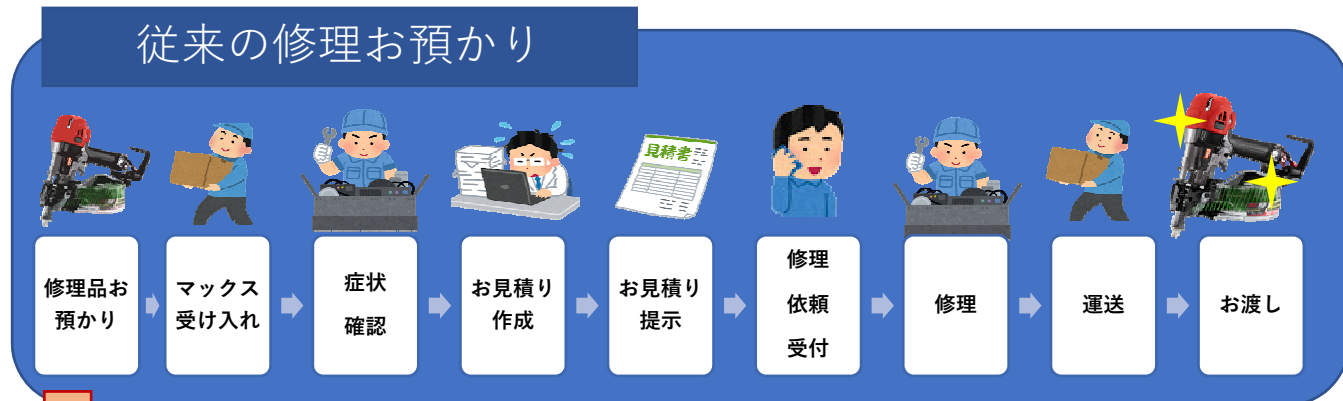 従来の修理お預かり
見積書
修理品お
預かり
マックス
受け入れ
症状
確認
お見積り
作成
お見積り
提示
修理
依頼
受付
修理
運送
お渡し